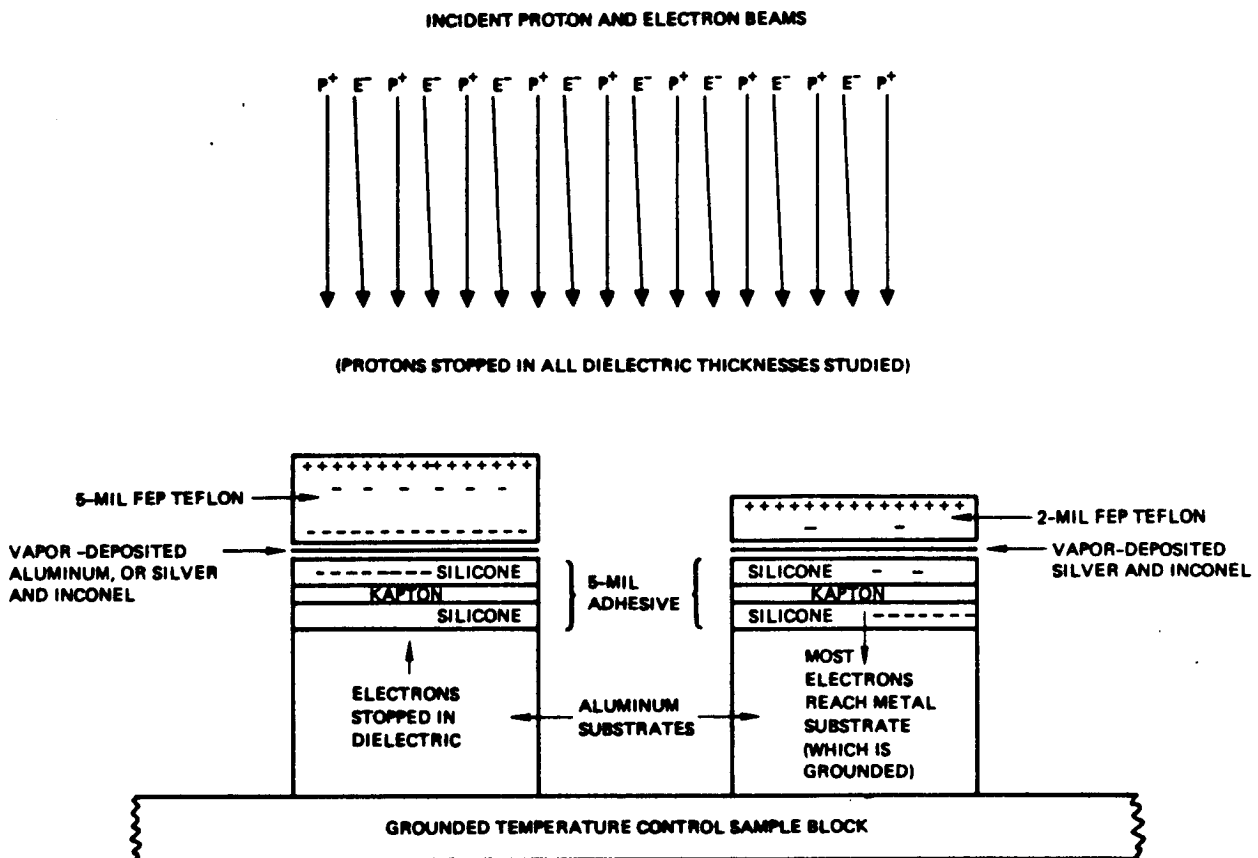 INCIDENT PROTON AND ELECTRON BEAMS
P+ E- P+ E- P+ E- P+ E- P+ E- P+ E- P+ E- P+ E- P+
(PROTONS STOPPED IN ALL DIELECTRIC THICKNESSES STUDIED)
+ + + + + + + + + + + + + + + +
- - - - - -
5-MIL FEP TEFLON
- - - - - - - - - - - - - -
VAPOR-DEPOSITED
ALUMINUM, OR SILVER
AND INCONEL
- - - - - - - - - - SILICONE
KAPTON
SILICONE
5-MIL
ADHESIVE
ELECTRONS
STOPPED IN
DIELECTRIC
ALUMINUM
SUBSTRATES
+ + + + + + + + + + + + + + +
- -
2-MIL FEP TEFLON
VAPOR-DEPOSITED
SILVER AND INCONEL
SILICONE - -
KAPTON
SILICONE - - - - - - - -
MOST
ELECTRONS
REACH METAL
SUBSTRATE
(WHICH IS
GROUNDED)
GROUNDED TEMPERATURE CONTROL SAMPLE BLOCK